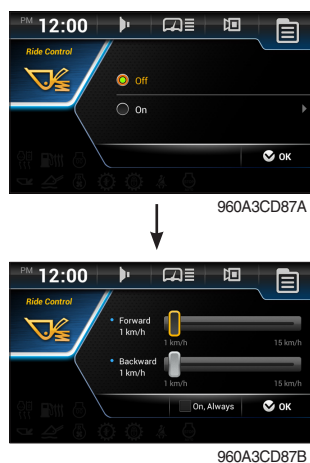 PM 12:00
Ride Control
Off
On
OK
960A3CD87A
PM 12:00
Ride Control
Forward
1 km/h
1 km/h 15 km/h
Backward
1 km/h
1 km/h 15 km/h
On, Always OK
960A3CD87B